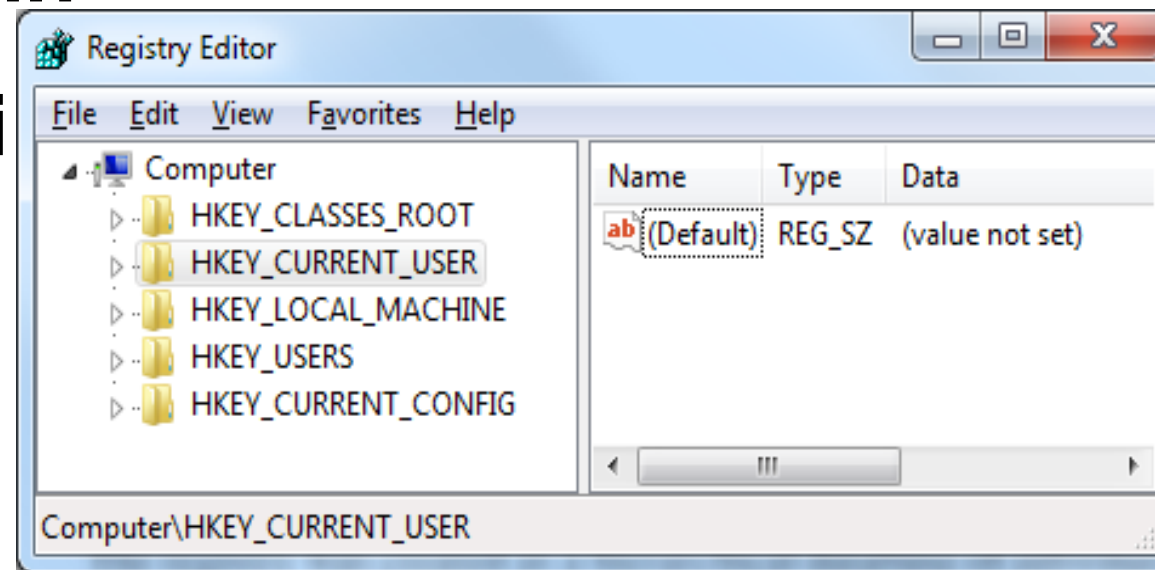 Registry Editor
File Edit View Favorites Help
Computer
HKEY_CLASSES_ROOT
HKEY_CURRENT_USER
HKEY_LOCAL_MACHINE
HKEY_USERS
HKEY_CURRENT_CONFIG
Name Type Data
ab (Default) REG_SZ (value not set)
Computer\HKEY_CURRENT_USER